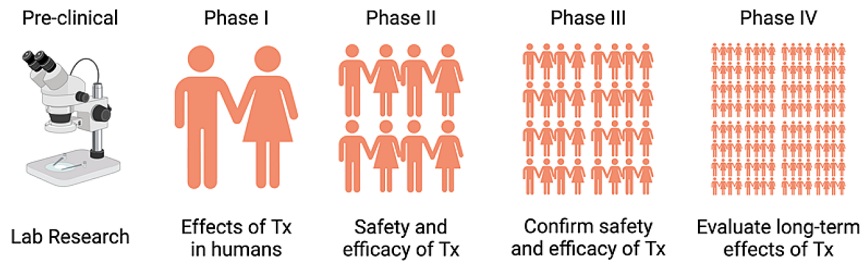 Pre-clinical
Phase I
Phase II
Phase III
Phase IV
Lab Research
Effects of Tx
in humans
Safety and
efficacy of Tx
Confirm safety
and efficacy of Tx
Evaluate long-term
effects of Tx